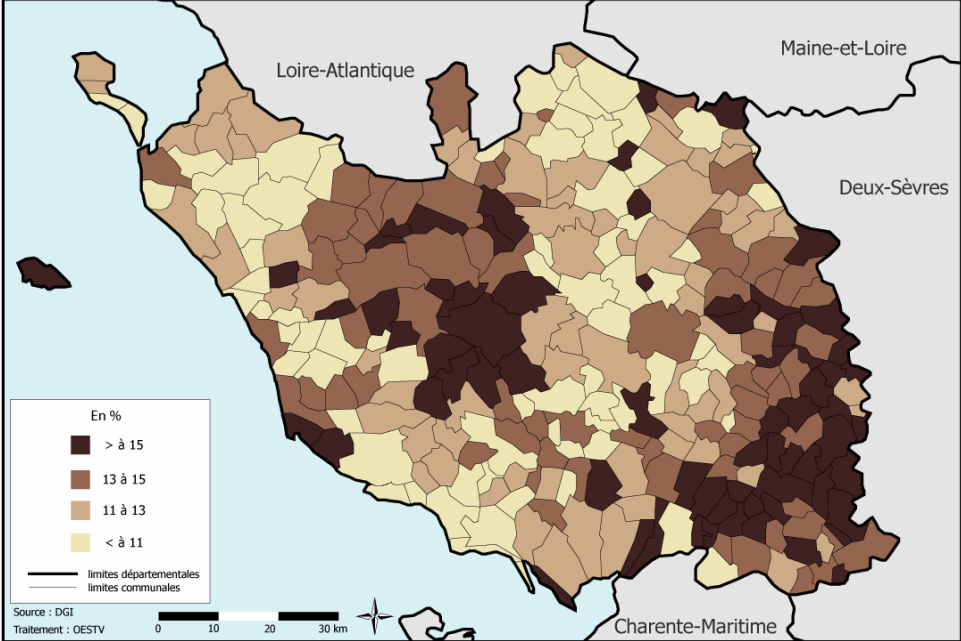 Maine-et-Loire
Loire-Atlantique
Deux-Sèvres
En %
> à 15
13 à 15
11 à 13
< à 11
limites départementales
limites communales
Source : DGI
Traitement : OESTV
0 10 20 30 km
Charente-Maritime